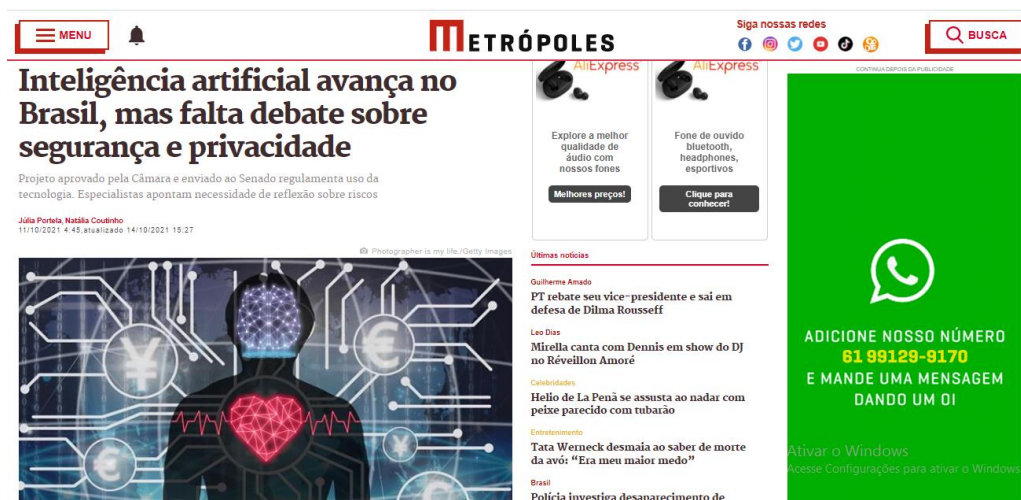 MENU
METRÓPOLES
Siga nossas redes
BUSCA
Inteligência artificial avança no
Brasil, mas falta debate sobre
segurança e privacidade
Projeto aprovado pela Câmara e enviado ao Senado regulamenta uso da
tecnologia. Especialistas apontam necessidade de reflexão sobre riscos
Júlia Portela, Natália Coutinho
11/10/2021 4:45,atualizado 14/10/2021 15:27
Photographer is my life./Getty Images
AliExpress
Explore a melhor
qualidade de
áudio com
nossos fones
Melhores preços!
AliExpress
Fone de ouvido
bluetooth,
headphones,
esportivos
Clique para
conhecer!
Últimas notícias
Guilherme Amado
PT rebate seu vice-presidente e sai em
defesa de Dilma Rousseff
Leo Dias
Mirella canta com Dennis em show do DJ
no Réveillon Amoré
Celebridades
Helio de La Penã se assusta ao nadar com
peixe parecido com tubarão
Entretenimento
Tata Werneck desmaia ao saber de morte
da avó: “Era meu maior medo”
Brasil
Polícia investiga desaparecimento de
CONTINUA DEPOIS DA PUBLICIDADE
ADICIONE NOSSO NÚMERO
61 99129-9170
E MANDE UMA MENSAGEM
DANDO UM OI
Ativar o Windows
Acesse Configurações para ativar o Windows